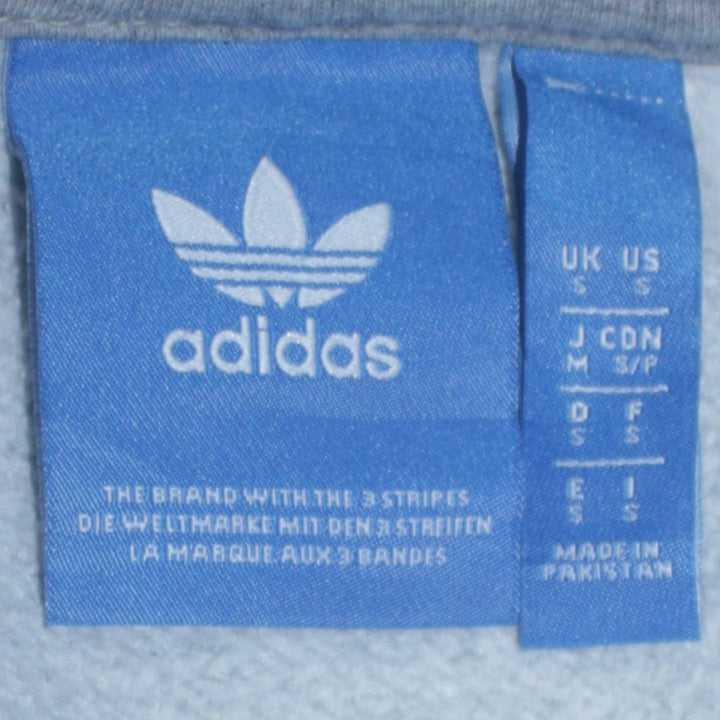 adidas
THE BRAND WITH THE 3 STRIPES
DIE WELTMARKE MIT DEN 3 STREIFEN
LA MARQUE AUX 3 BANDES
UK US
S S
J CDN
M S/P
D F
S S
E I
S S
MADE IN
PAKISTAN